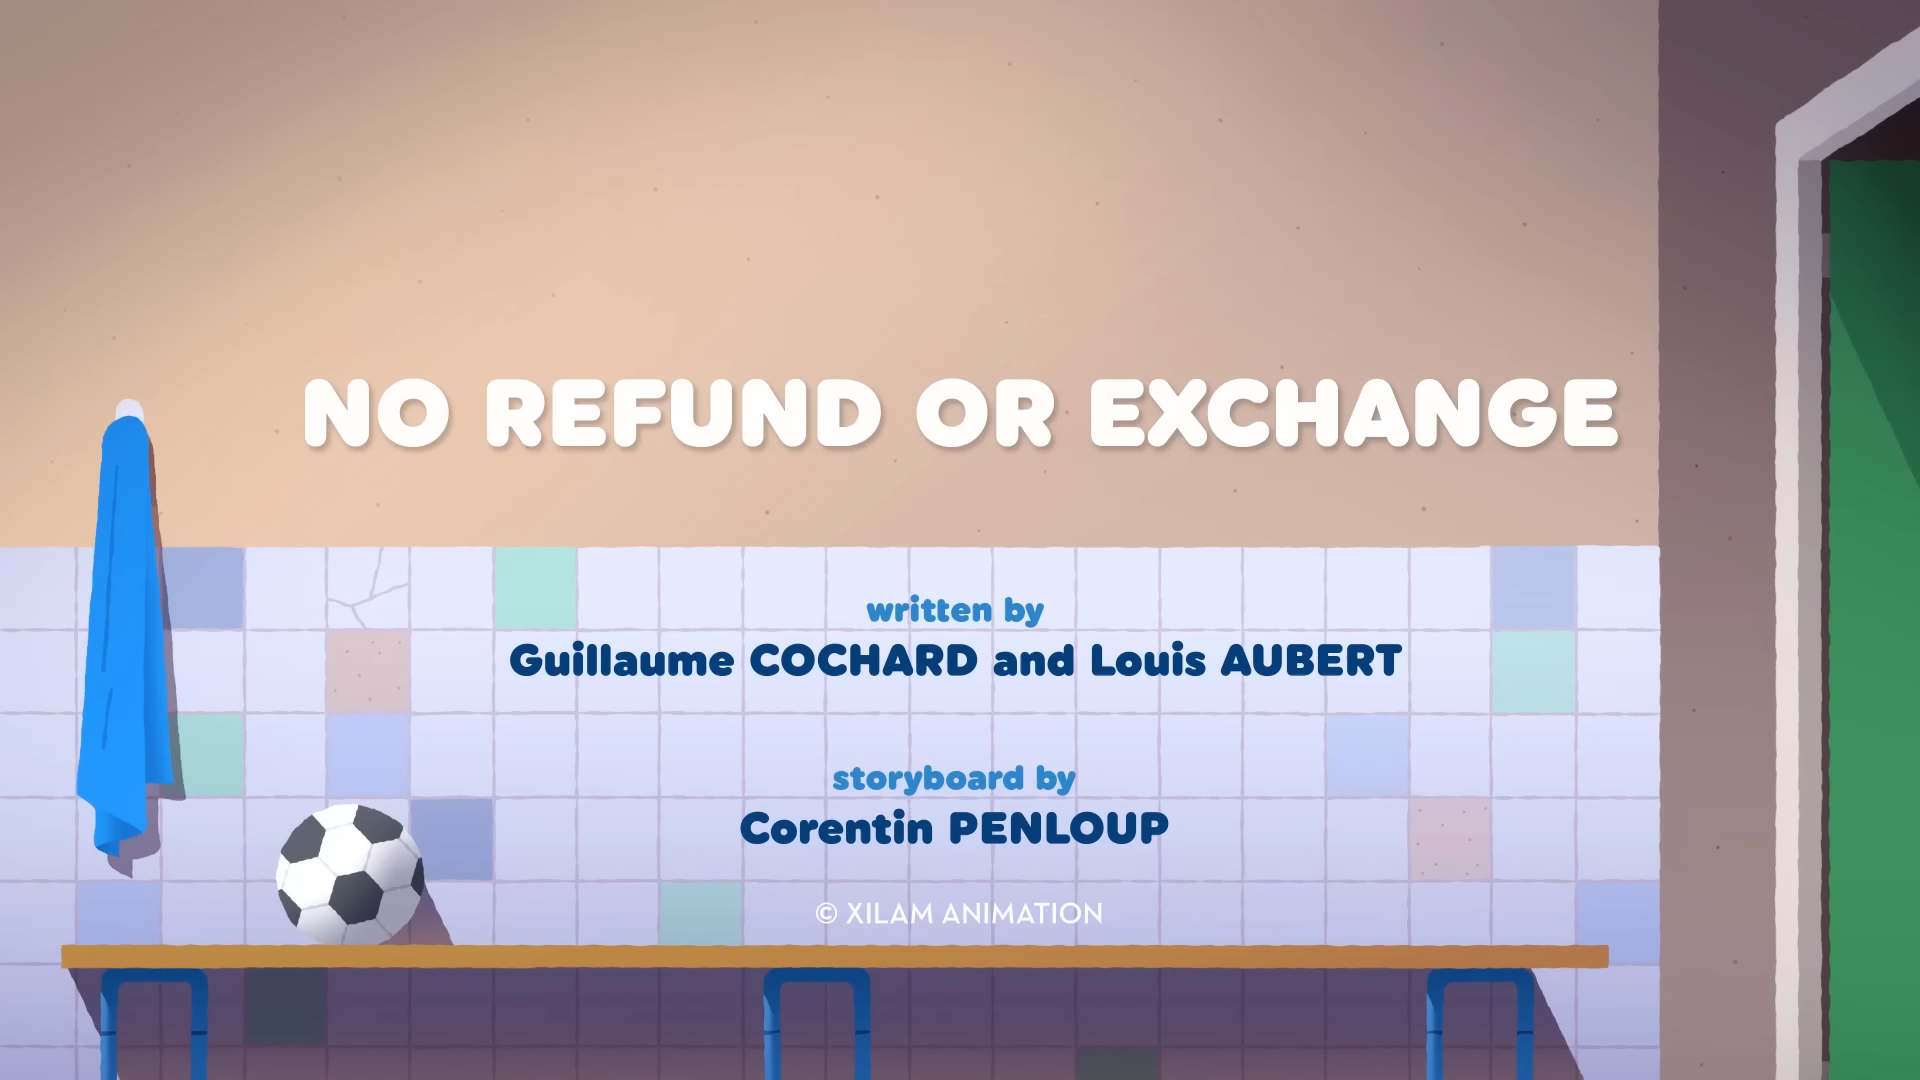 NO REFUND OR EXCHANGE
written by
Guillaume COCHARD and Louis AUBERT
storyboard by
Corentin PENLOUP
© XILAM ANIMATION